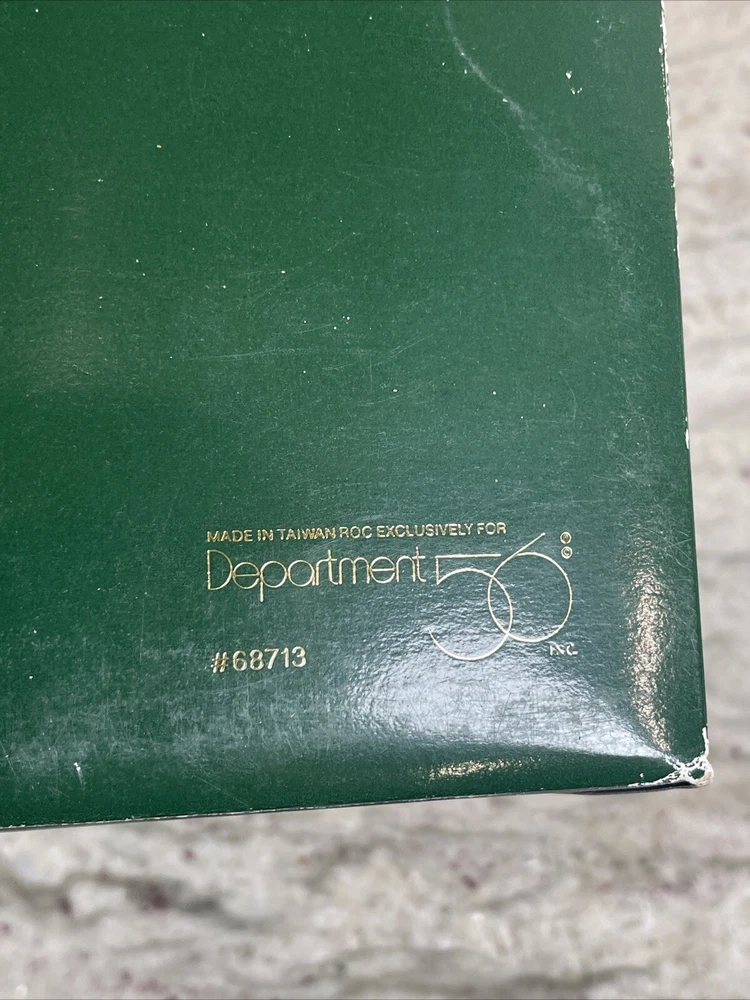 MADE IN TAIWAN ROC EXCLUSIVELY FOR
Department 56
#68713